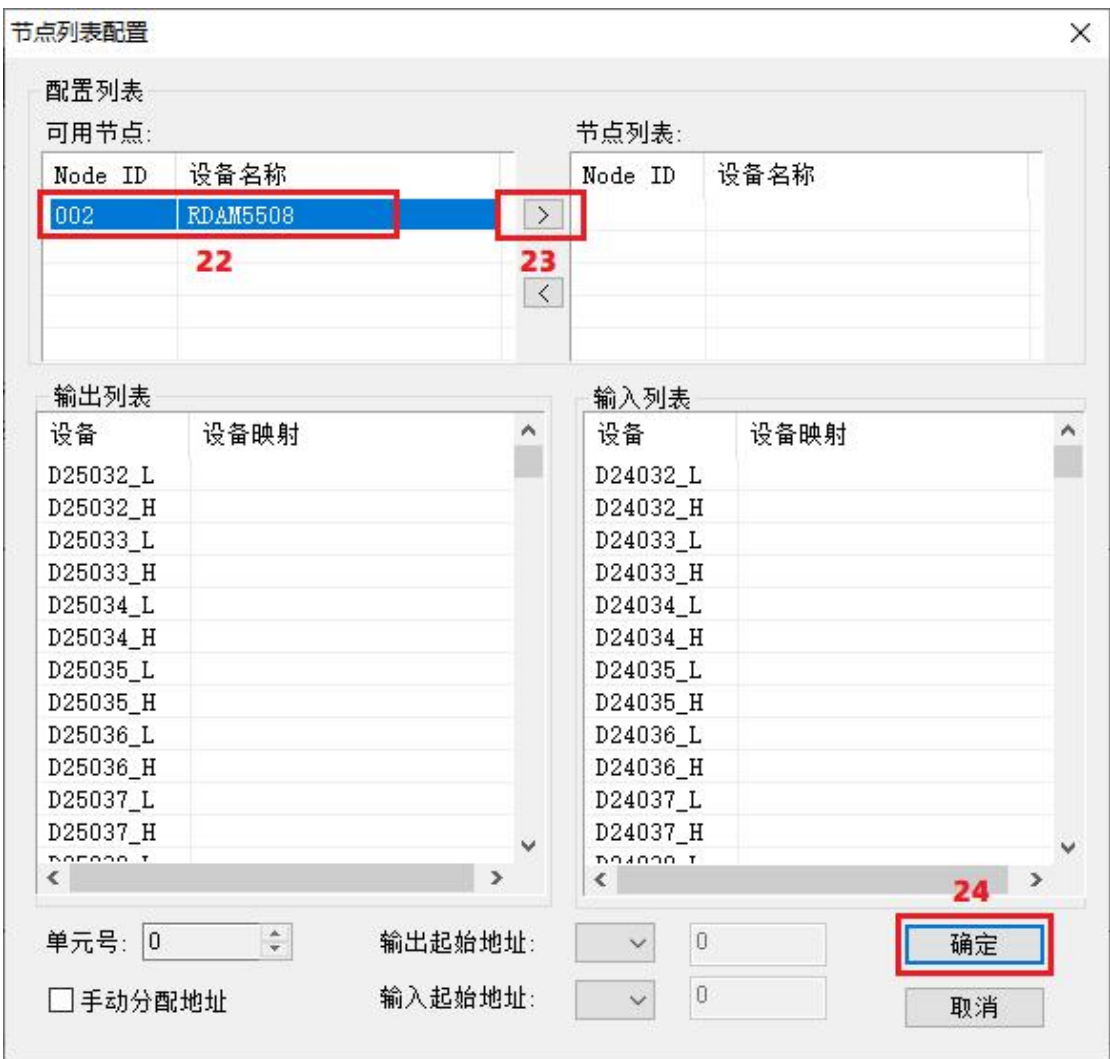 节点列表配置
配置列表
可用节点: 节点列表:
Node ID 设备名称 Node ID 设备名称
002 RDAM5508 >
22 23
<
输出列表 输入列表
设备 设备映射 设备 设备映射
D25032_L D24032_L
D25032_H D24032_H
D25033_L D24033_L
D25033_H D24033_H
D25034_L D24034_L
D25034_H D24034_H
D25035_L D24035_L
D25035_H D24035_H
D25036_L D24036_L
D25036_H D24036_H
D25037_L D24037_L
D25037_H D24037_H
24
单元号: 0 输出起始地址: 0 确定
手动分配地址 输入起始地址: 0 取消